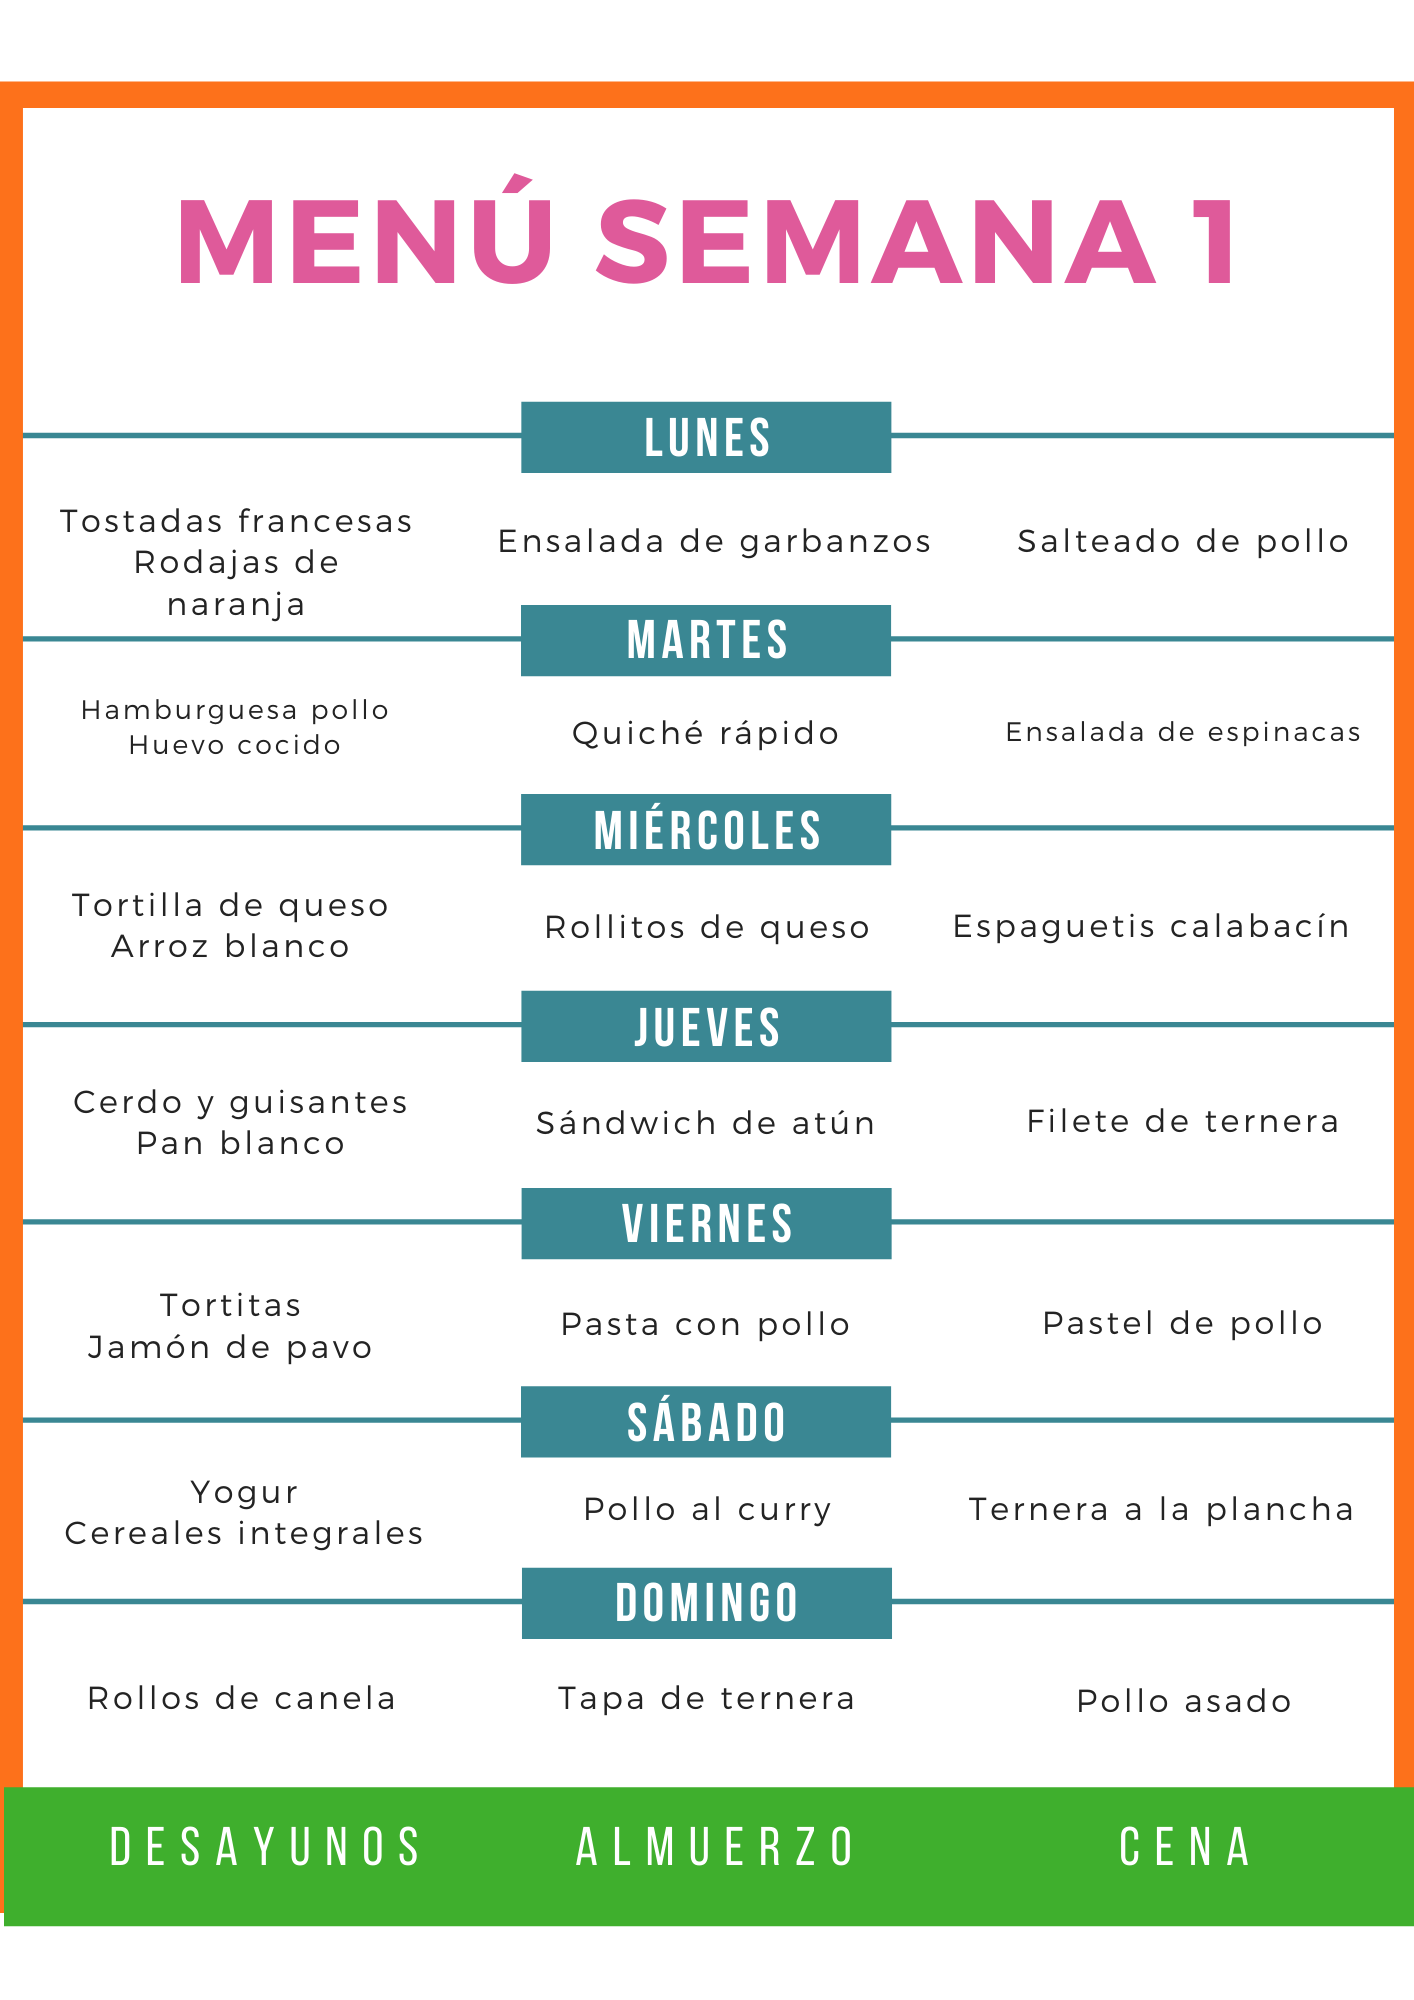 MENÚ SEMANA 1
LUNES
Tostadas francesas
Rodajas de
naranja
Ensalada de garbanzos
Salteado de pollo
MARTES
Hamburguesa pollo
Huevo cocido
Quiché rápido
Ensalada de espinacas
MIÉRCOLES
Tortilla de queso
Arroz blanco
Rollitos de queso
Espaguetis calabacín
JUEVES
Cerdo y guisantes
Pan blanco
Sándwich de atún
Filete de ternera
VIERNES
Tortitas
Jamón de pavo
Pasta con pollo
Pastel de pollo
SÁBADO
Yogur
Cereales integrales
Pollo al curry
Ternera a la plancha
DOMINGO
Rollos de canela
Tapa de ternera
Pollo asado
DESAYUNOS
ALMUERZO
CENA